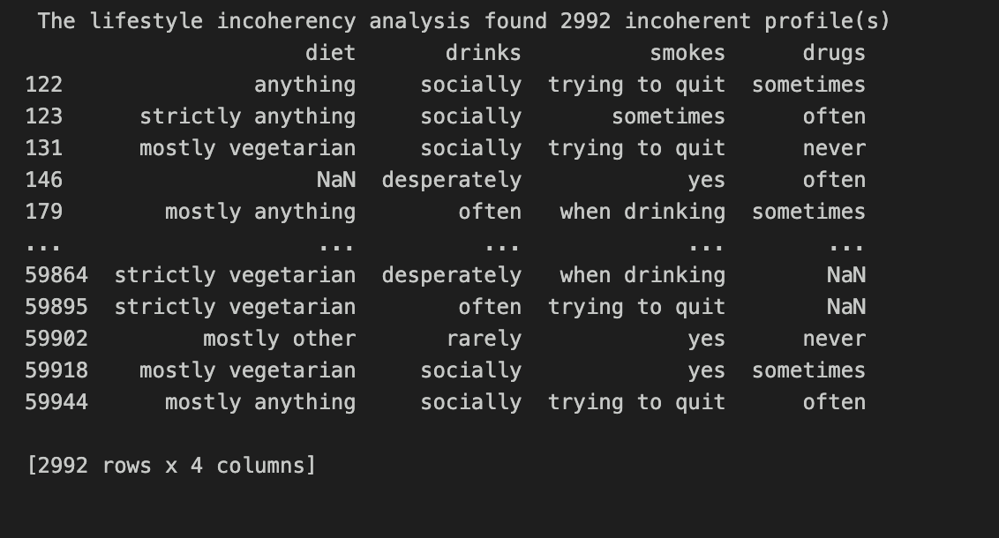 The lifestyle incoherency analysis found 2992 incoherent profile(s)
diet drinks smokes drugs
122 anything socially trying to quit sometimes
123 strictly anything socially sometimes often
131 mostly vegetarian socially trying to quit never
146 NaN desperately yes often
179 mostly anything often when drinking sometimes
... ... ... ... ...
59864 strictly vegetarian desperately when drinking NaN
59895 strictly vegetarian often trying to quit NaN
59902 mostly other rarely yes never
59918 mostly vegetarian socially yes sometimes
59944 mostly anything socially trying to quit often
[2992 rows x 4 columns]